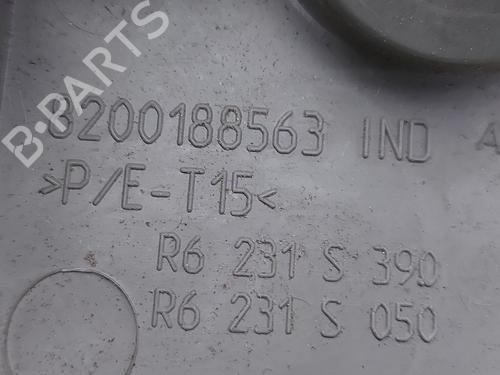 B-PARTS
8200188563 IND A
>P/E-T15<
R6 231 S 390
R6 231 S 050